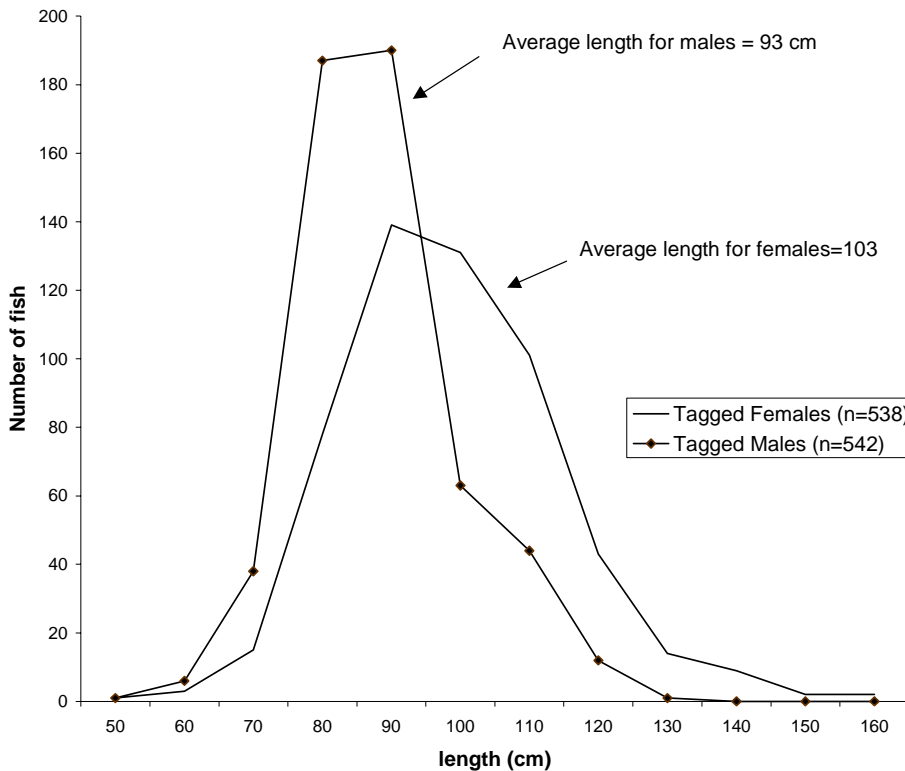 200
180
160
140
120
100
80
60
40
20
0
Number of fish
Average length for males = 93 cm
Average length for females=103
Tagged Females (n=538)
Tagged Males (n=542)
50 60 70 80 90 100 110 120 130 140 150 160
length (cm)